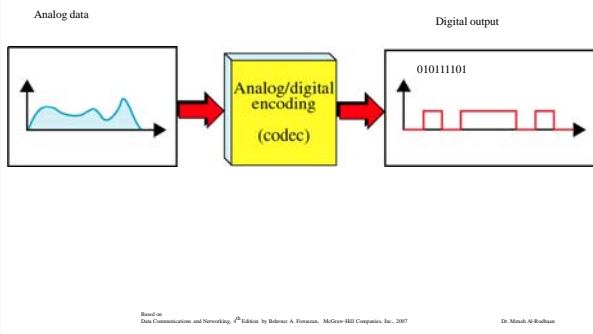 Analog data
Digital output
Analog/digital
encoding
(codec)
010111101
Based on
Data Communications and Networking, 4th Edition. by Behrouz A. Forouzan, McGraw-Hill Companies, Inc., 2007
Dr. Manah Al-Rodhaan